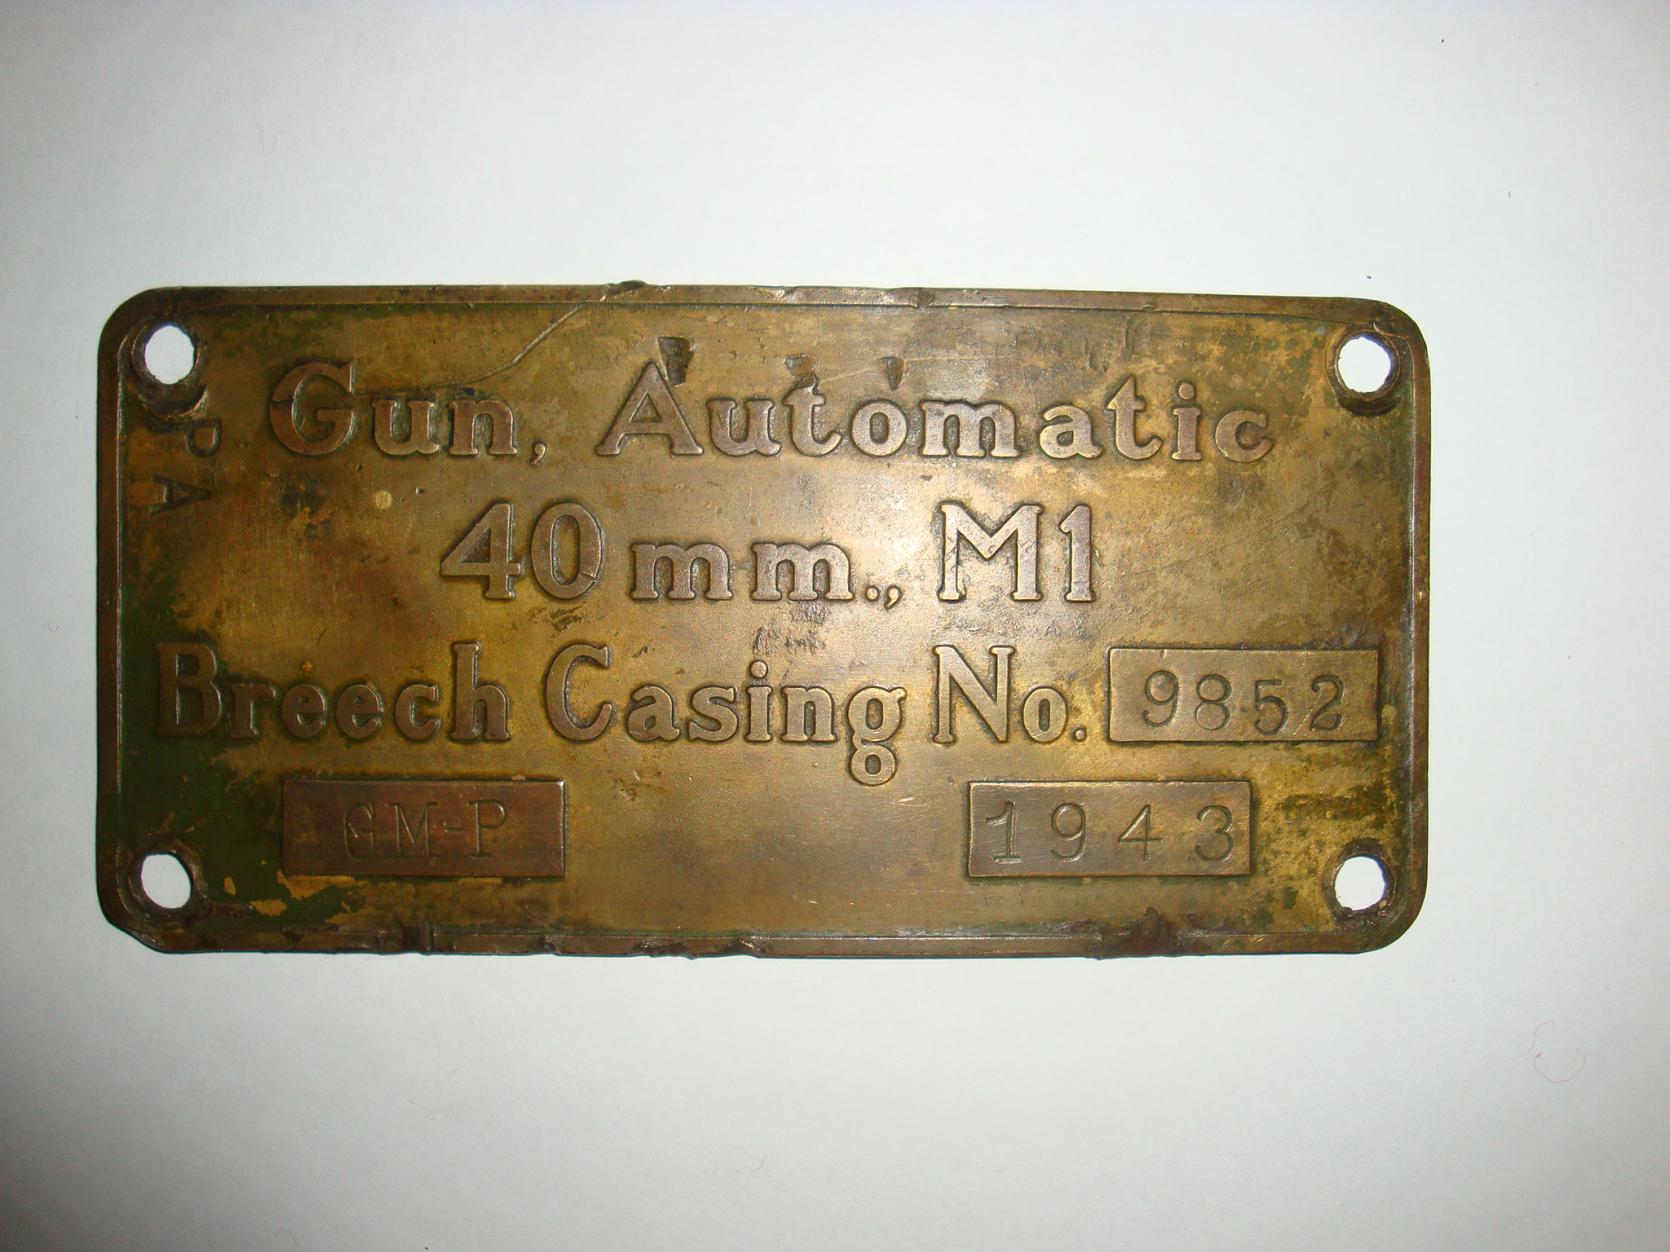 Gun, Automatic
40 mm., M1
Breech Casing No. 9852
GM-P 1943
PA